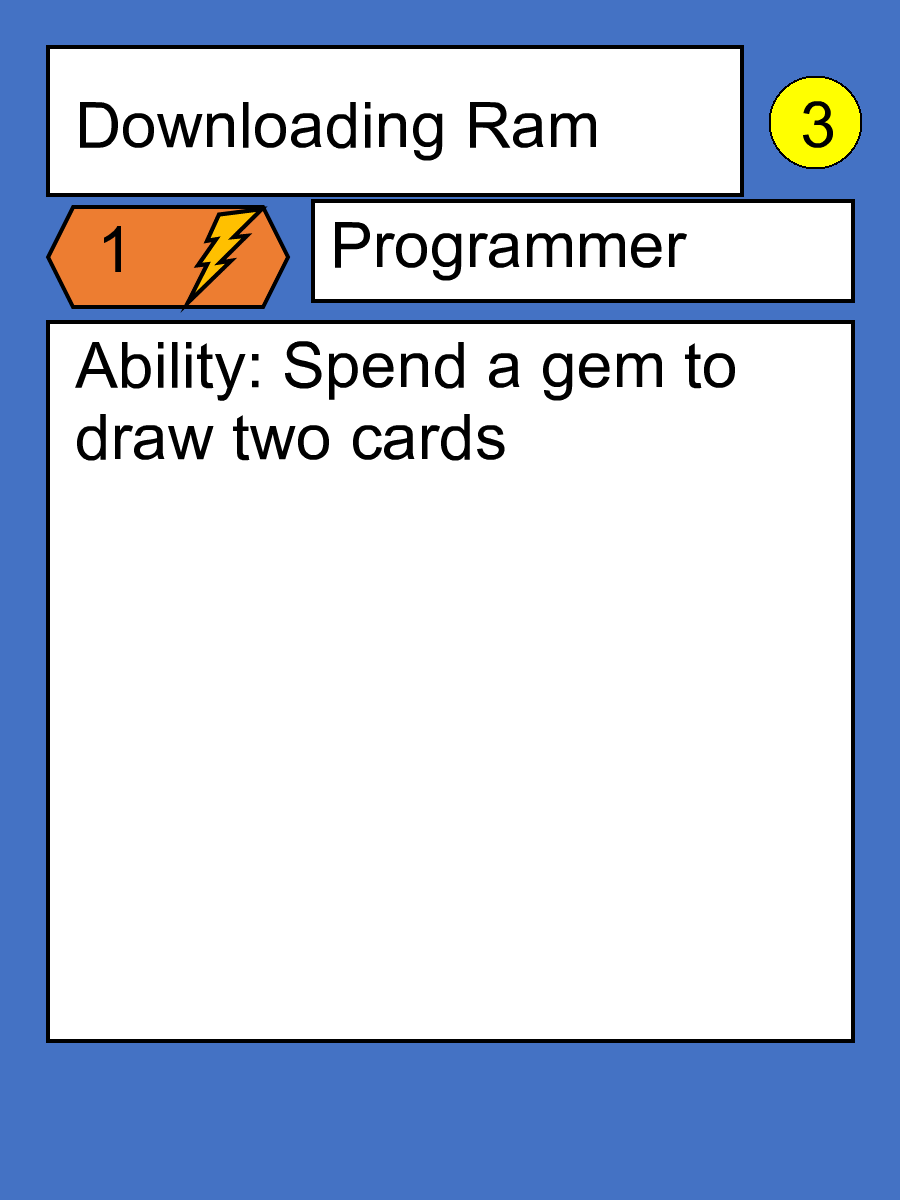 Downloading Ram
3
1
Programmer
Ability: Spend a gem to
draw two cards